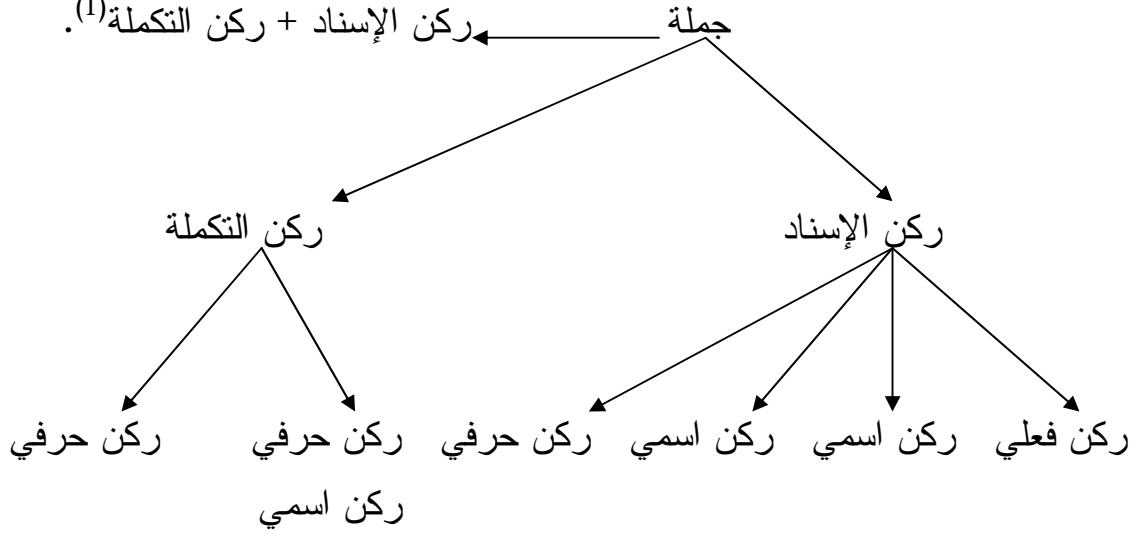 جملة ركن الإسناد + ركن التكملة(1).
ركن الإسناد ركن التكملة
ركن فعلي ركن اسمي ركن اسمي ركن حرفي ركن حرفي ركن حرفي
ركن اسمي